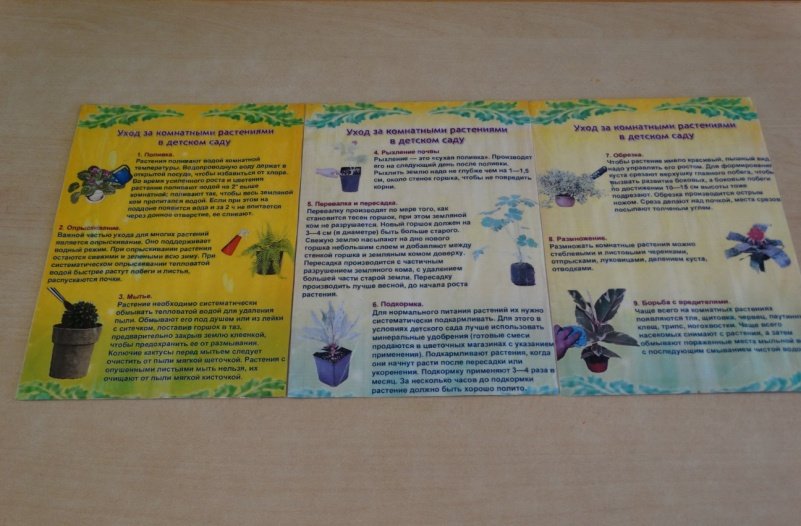 Уход за комнатными растениями
в детском саду
1. Поливка.
Растения поливают водой комнатной
температуры. Водопроводную воду держат в
открытой посуде, чтобы избавиться от хлора.
Во время усиленного роста и цветения
растения поливают водой на 2° выше
комнатной; поливают так, чтобы весь земляной
ком пропитался водой. Если при этом на
поддоне появится вода и за 2 ч не впитается
через донное отверстие, ее сливают.
2. Опрыскивание.
Важной частью ухода для многих растений
является опрыскивание. Оно поддерживает
водный режим. При опрыскивании растения
остаются свежими и зелеными всю зиму. При
систематическом опрыскивании тепловатой
водой быстрее растут побеги и листья,
распускаются почки.
3. Мытье.
Растения необходимо систематически
обмывать тепловатой водой для удаления
пыли. Обмывают его под душем или из лейки
с ситечком, поставив горшок в таз,
предварительно закрыв землю клеенкой,
чтобы предохранить ее от размывания.
Колючие кактусы перед мытьем следует
очистить от пыли мягкой щеточкой. Растения с
опушенными листьями мыть нельзя, их
очищают от пыли мягкой кисточкой.
Уход за комнатными растениями
в детском саду
4. Рыхление почвы
Рыхление — это «сухая поливка». Производят
его на следующий день после поливки.
Рыхлить землю надо не глубже чем на 1—1,5
см, около стенок горшка, чтобы не повредить
корни.
5. Перевалка и пересадка.
Перевалку производят по мере того, как
становится тесен горшок, при этом земляной
ком не разрушается. Новый горшок должен на
3—4 см (в диаметре) быть больше старого.
Свежую землю насыпают на дно нового
горшка небольшим слоем и добавляют между
стенкой горшка и земляным комом доверху.
Пересадка производится с частичным
разрушением земляного кома, с удалением
большей части старой земли. Пересадку
производить лучше весной, до начала роста
растения.
6. Подкормка.
Для нормального питания растений их нужно
систематически подкармливать. Для этого в
условиях детского сада лучше использовать
минеральные удобрения (готовые смеси
продаются в цветочных магазинах с указанием
применения). Подкармливают растения, когда
они начнут расти после пересадки или
укоренения. Подкормку применяют 3—4 раза в
месяц. За несколько часов до подкормки
растение должно быть хорошо полито.
Уход за комнатными растениями
в детском саду
7. Обрезка.
Чтобы растение имело красивый, пышный вид,
надо управлять его ростом. Для формирования
куста срезают верхушку главного побега, чтобы
вызвать развитие боковых, а боковые побеги
по достижении 10—15 см высоты тоже
подрезают. Обрезка производится острым
ножом. Срез делают над почкой, места срезов
посыпают толченым углем.
8. Размножение.
Размножать комнатные растения можно
стеблевыми и листовыми черенками,
отпрысками, луковицами, делением куста,
отводками.
9. Борьба с вредителями.
Чаще всего на комнатных растениях
появляются тля, щитовка, червец, паутинный
клещ, трипс, ногохвостки. Чаще всего
насекомых снимают с растения, а затем
обмывают пораженные места мыльной в
с последующим смыванием чистой водой